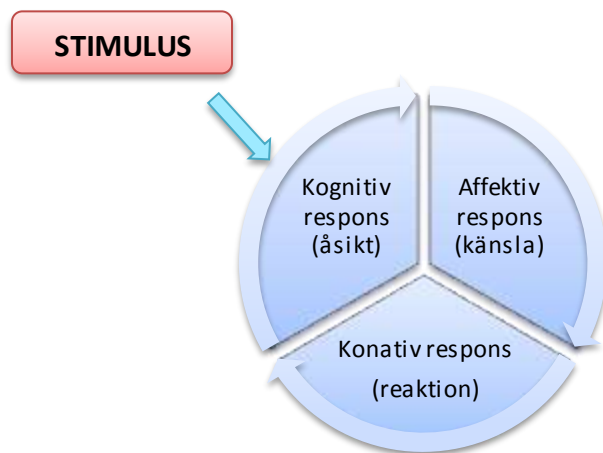 STIMULUS
Kognitiv
respons
(åsikt)
Affektiv
respons
(känsla)
Konativ respons
(reaktion)